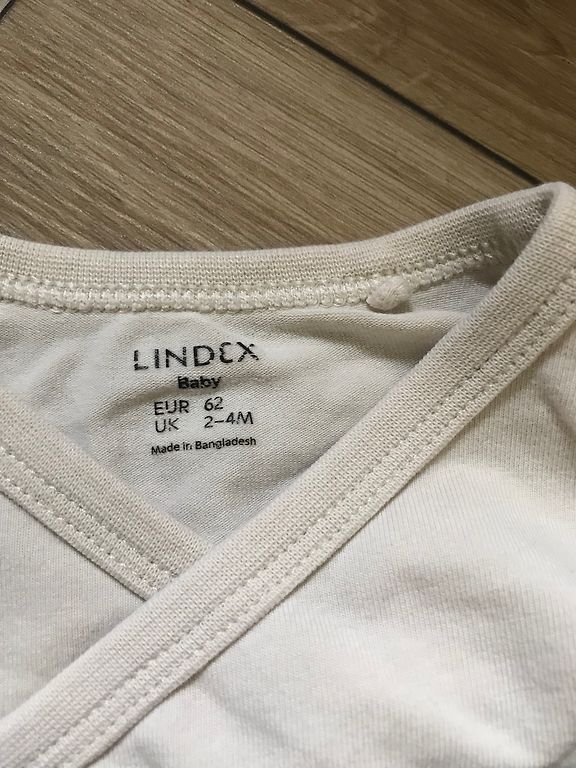 LINDEX
Baby
EUR 62
UK 2-4M
Made in Bangladesh